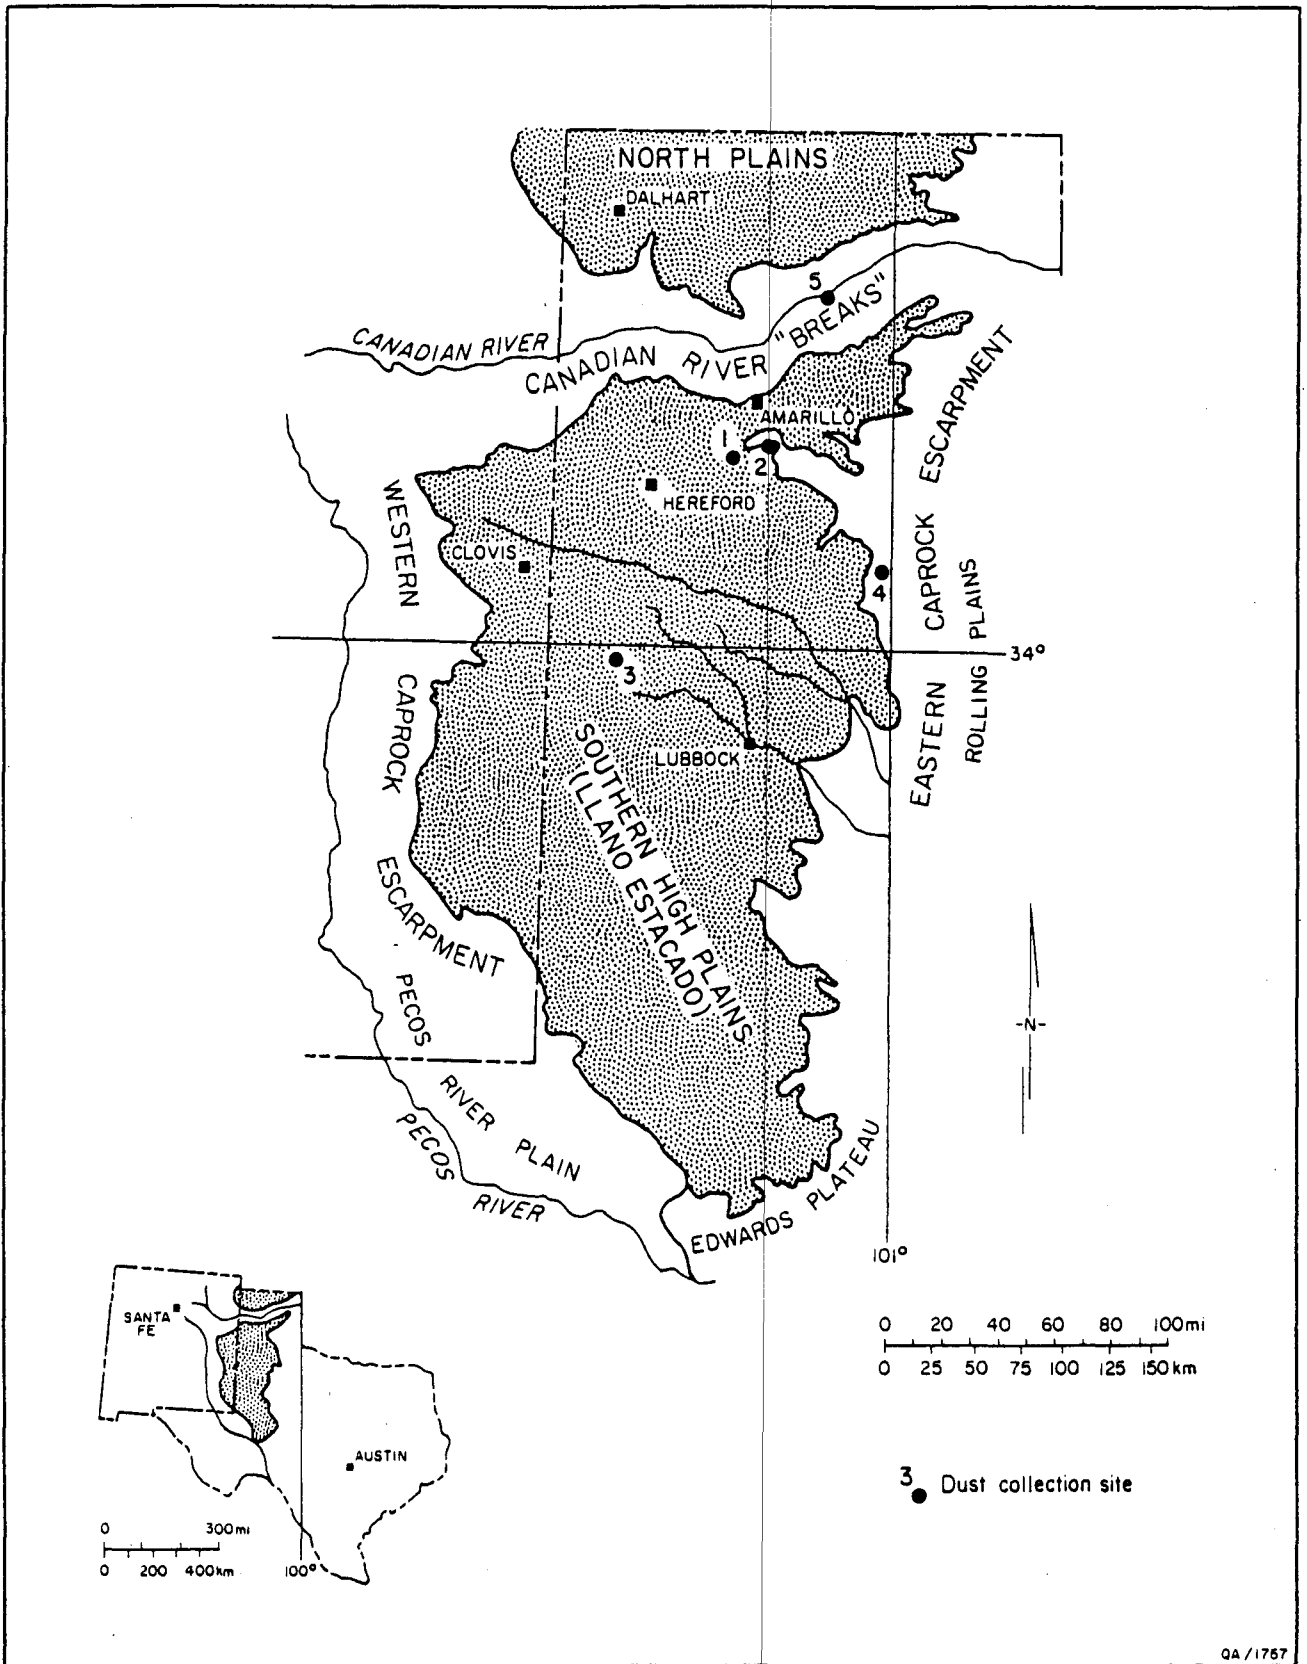 NORTH PLAINS
DALHART
5
CANADIAN RIVER
CANADIAN RIVER "BREAKS"
AMARILLO
1
2
HEREFORD
WESTERN CAPROCK ESCARPMENT
CLOVIS
EASTERN CAPROCK ESCARPMENT
ROLLING PLAINS
4
34°
3
LUBBOCK
SOUTHERN HIGH PLAINS
(LLANO ESTACADO)
PECOS RIVER PLAIN
PECOS RIVER
EDWARDS PLATEAU
-N-
101°
SANTA
FE
AUSTIN
0 300mi
0 200 400km
100°
0 20 40 60 80 100mi
0 25 50 75 100 125 150km
3 Dust collection site
QA/1767